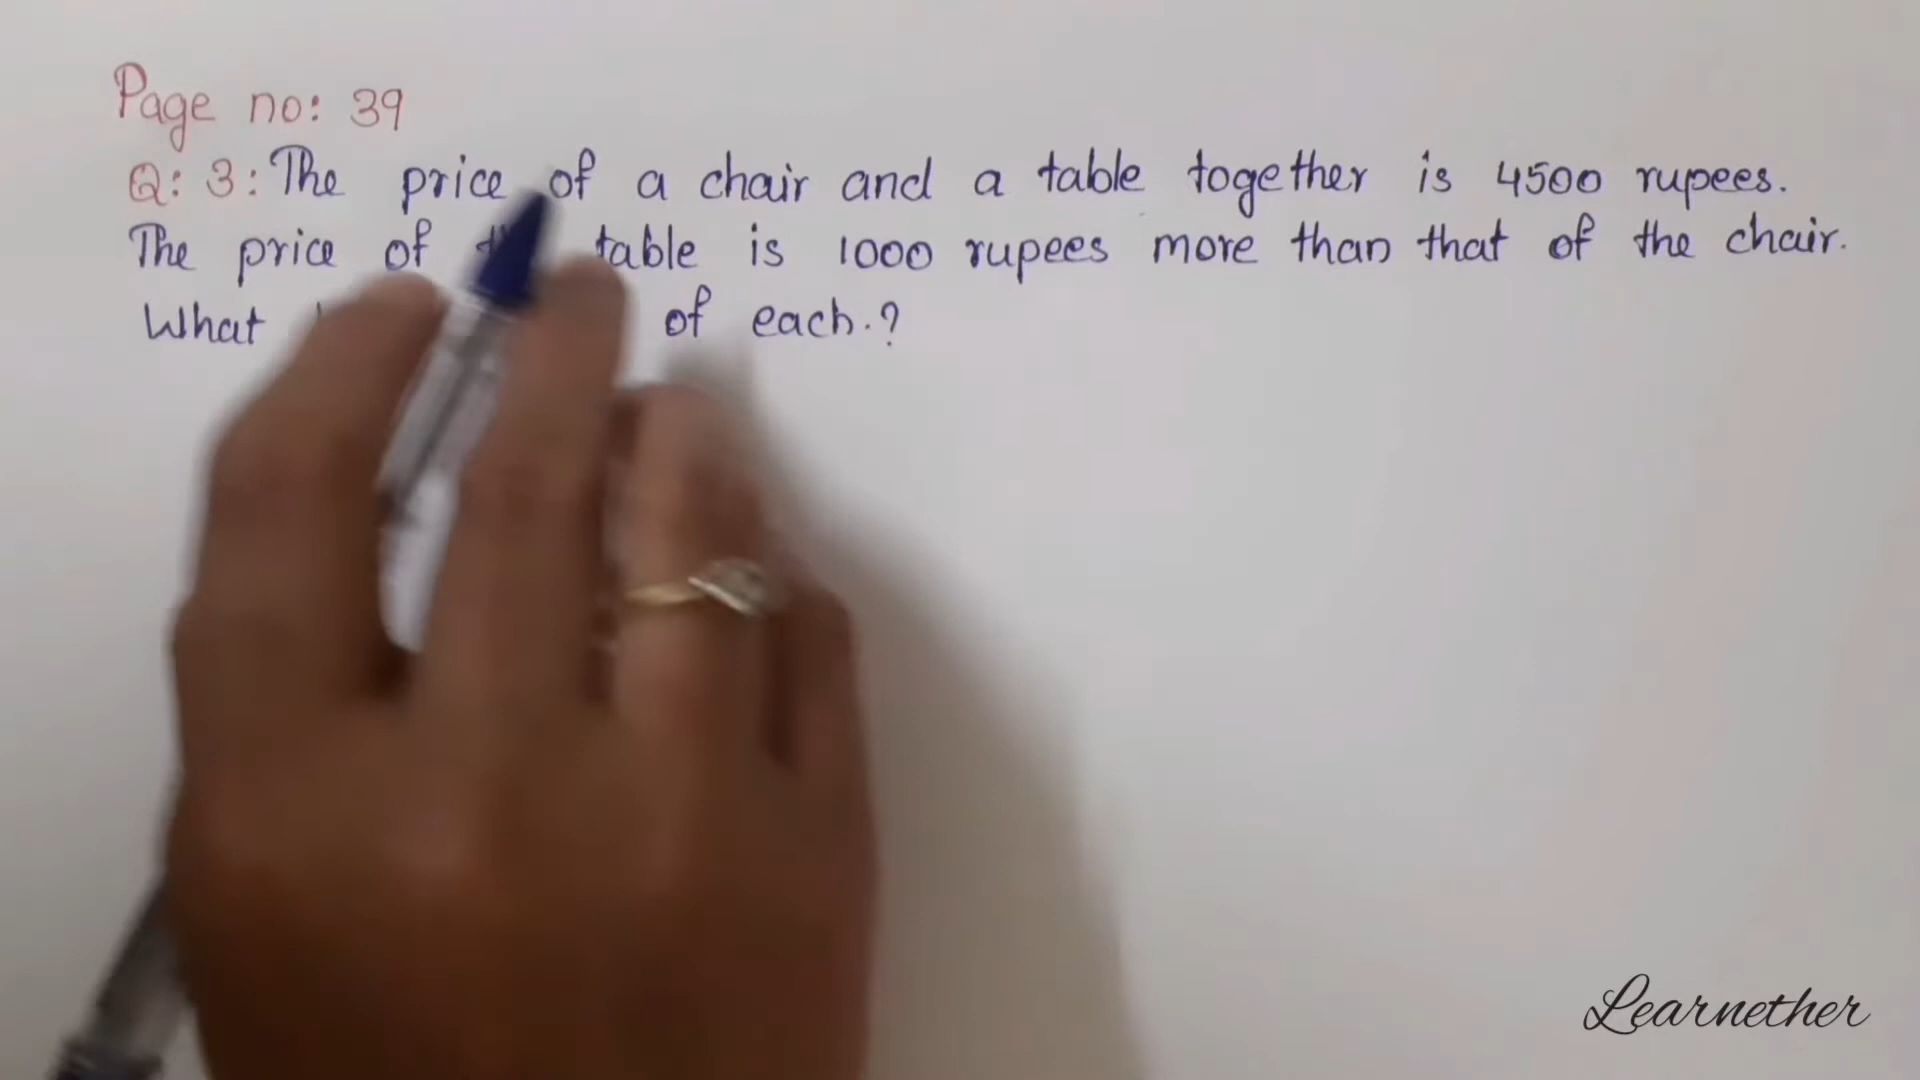 Page no: 39
Q: 3: The price of a chair and a table together is 4500 rupees.
The price of table is 1000 rupees more than that of the chair.
What of each.?
Learnether